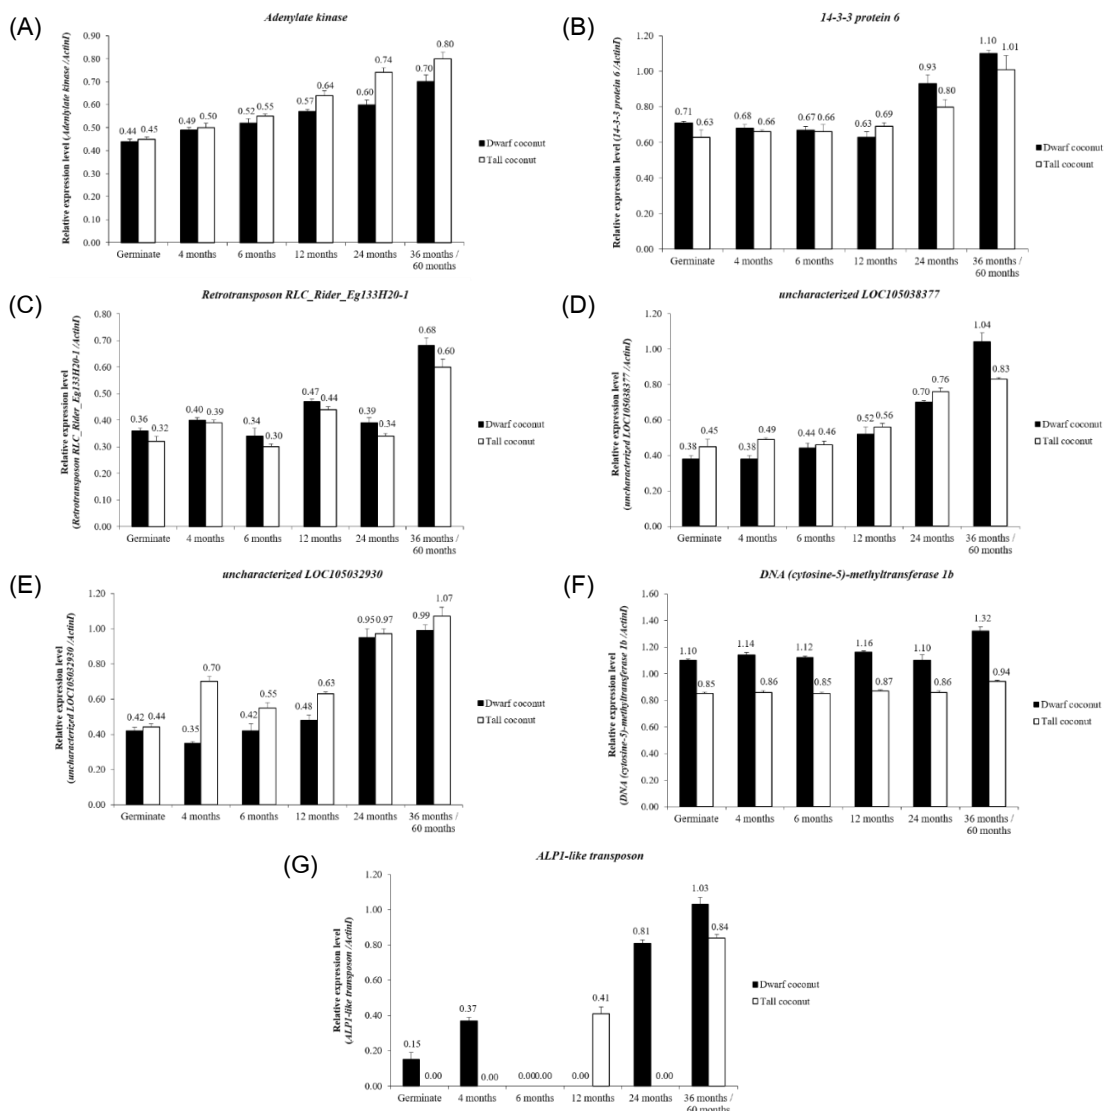 (A)
Adenylate kinase
Relative expression level (Adenlylate kinase /ActinI)
0.90
0.80
0.70
0.60
0.50
0.40
0.30
0.20
0.10
0.00
0.44 0.45
0.49 0.50
0.52 0.55
0.57 0.64
0.60 0.74
0.70 0.80
Germinate 4 months 6 months 12 months 24 months 36 months /
60 months
Dwarf coconut
Tall coconut
(B)
14-3-3 protein 6
Relative expression level (14-3-3 protein 6 /ActinI)
1.20
1.00
0.80
0.60
0.40
0.20
0.00
0.71 0.63
0.68 0.66
0.67 0.66
0.63 0.69
0.93 0.80
1.10 1.01
Germinate 4 months 6 months 12 months 24 months 36 months /
60 months
Dwarf coconut
Tall cocount
(C)
Retrotransposon RLC_Rider_Eg133H20-1
Relative expression level
(Retrotransposon RLC_Rider_Eg133H20-1 /ActinI)
0.80
0.70
0.60
0.50
0.40
0.30
0.20
0.10
0.00
0.36 0.32
0.40 0.39
0.34 0.30
0.47 0.44
0.39 0.34
0.68 0.60
Germinate 4 months 6 months 12 months 24 months 36 months /
60 months
Dwarf coconut
Tall coconut
(D)
uncharacterized LOC105038377
Relative expression level
(uncharacterized LOC105038377 /ActinI)
1.20
1.00
0.80
0.60
0.40
0.20
0.00
0.38 0.45
0.38 0.49
0.44 0.46
0.52 0.56
0.70 0.76
1.04 0.83
Germinate 4 months 6 months 12 months 24 months 36 months /
60 months
Dwarf coconut
Tall coconut
(E)
uncharacterized LOC105032930
Relative expression level
(uncharacterized LOC105032930 /ActinI)
1.20
1.00
0.80
0.60
0.40
0.20
0.00
0.42 0.44
0.35 0.70
0.42 0.55
0.48 0.63
0.95 0.97
0.99 1.07
Germinate 4 months 6 months 12 months 24 months 36 months /
60 months
Dwarf coconut
Tall coconut
(F)
DNA (cytosine-5)-methyltransferase 1b
Relative expression level
(DNA (cytosine-5)-methyltransferase 1b /ActinI)
1.60
1.40
1.20
1.00
0.80
0.60
0.40
0.20
0.00
1.10 0.85
1.14 0.86
1.12 0.85
1.16 0.87
1.10 0.86
1.32 0.94
Germinate 4 months 6 months 12 months 24 months 36 months /
60 months
Dwarf coconut
Tall coconut
(G)
ALP1-like transposon
Relative expression level
(ALP1-like transposon /ActinI)
1.20
1.00
0.80
0.60
0.40
0.20
0.00
0.15 0.00
0.37 0.00
0.00 0.00
0.00 0.41
0.81 0.00
1.03 0.84
Germinate 4 months 6 months 12 months 24 months 36 months /
60 months
Dwarf coconut
Tall coconut